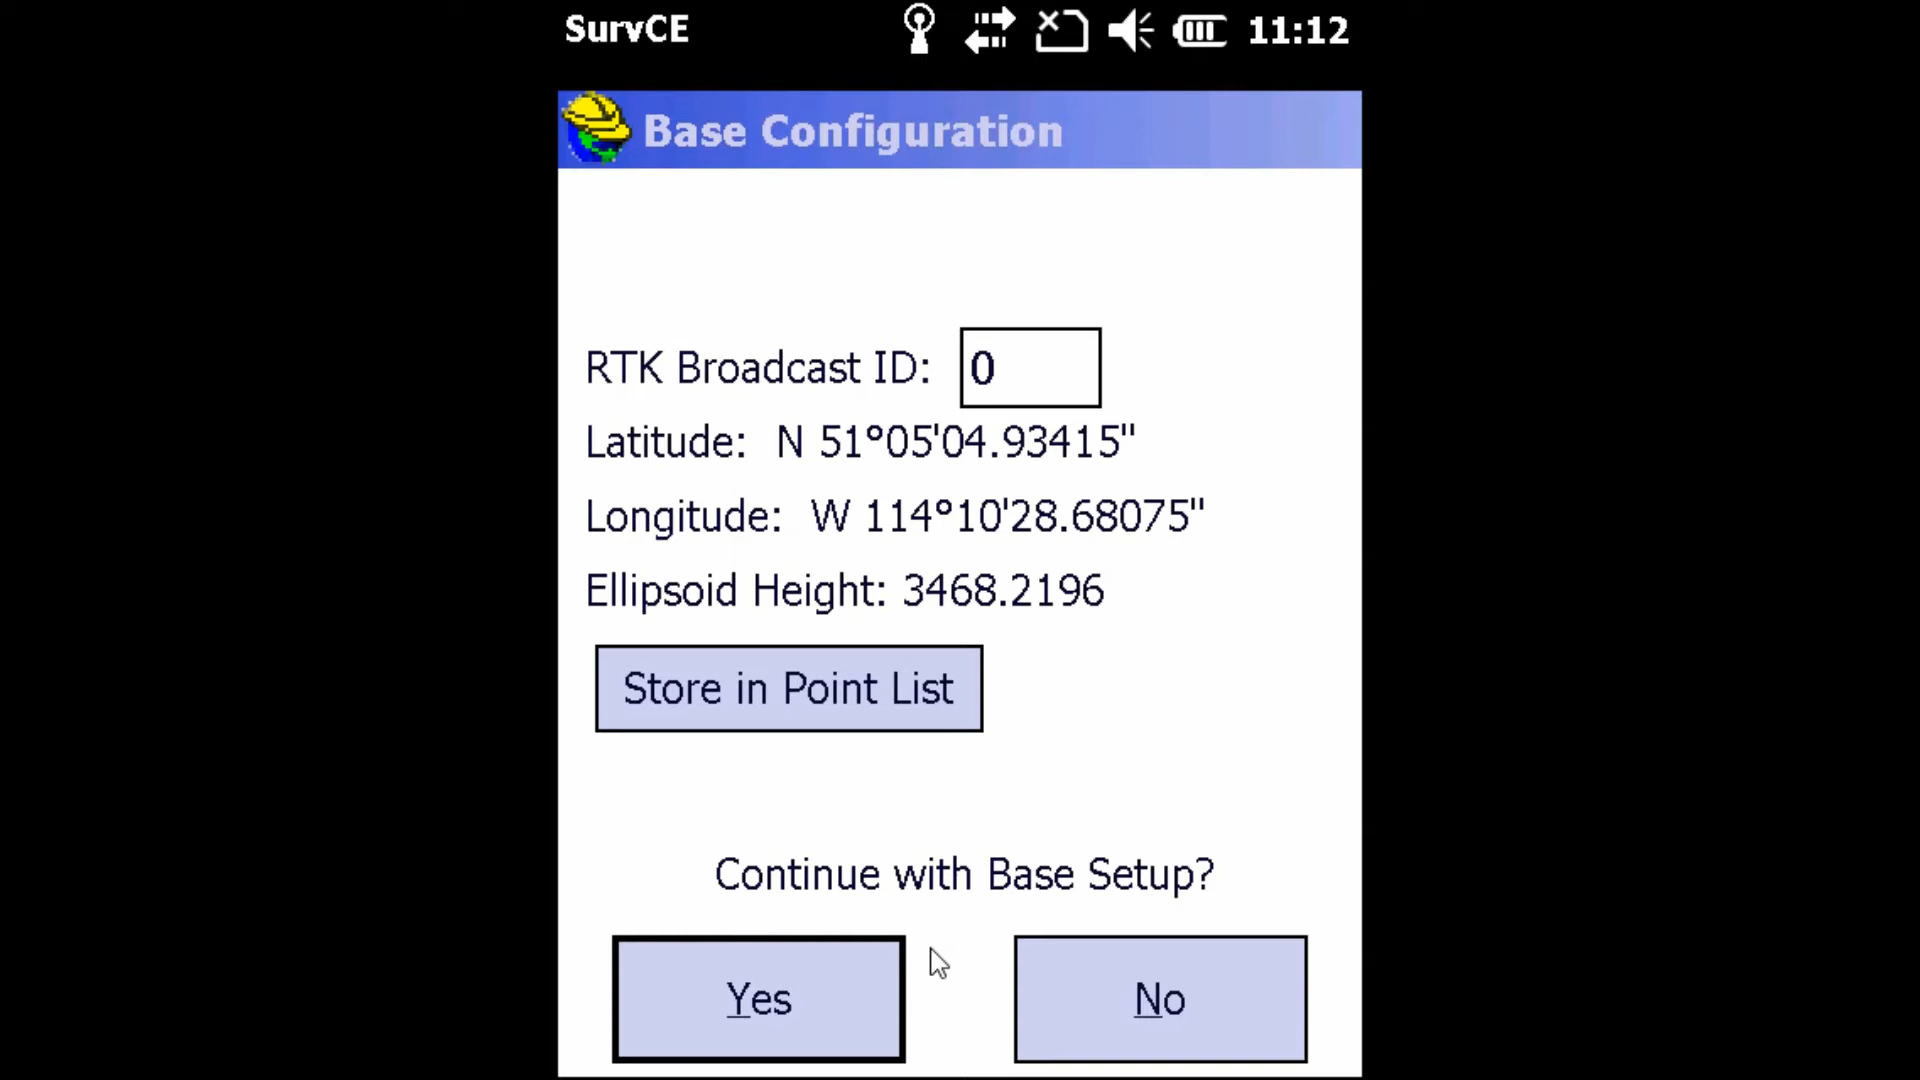 SurvCE 11:12
Base Configuration
RTK Broadcast ID: 0
Latitude: N 51°05'04.93415"
Longitude: W 114°10'28.68075"
Ellipsoid Height: 3468.2196
Store in Point List
Continue with Base Setup?
Yes No